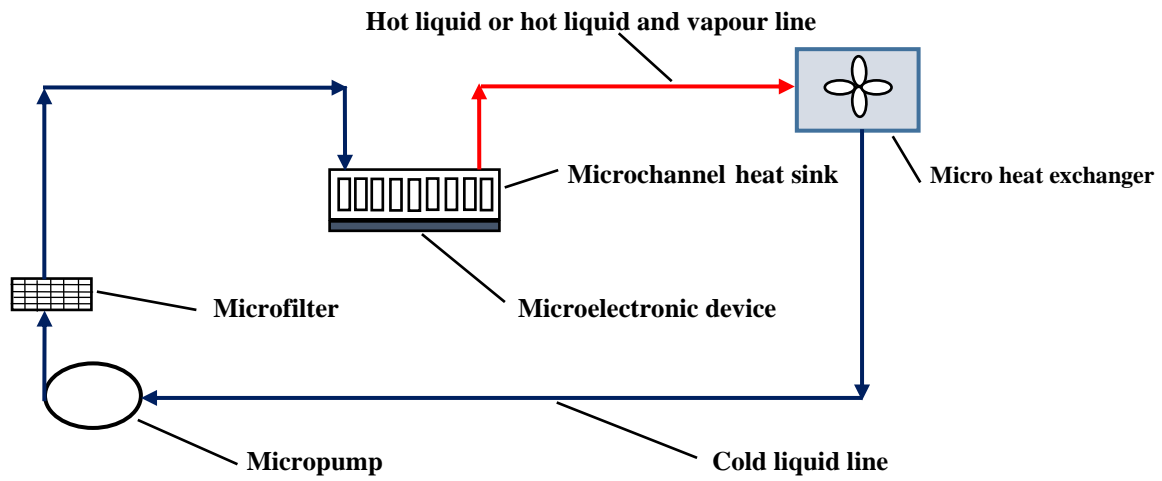 Hot liquid or hot liquid and vapour line
Microchannel heat sink
Micro heat exchanger
Microfilter
Microelectronic device
Micropump
Cold liquid line